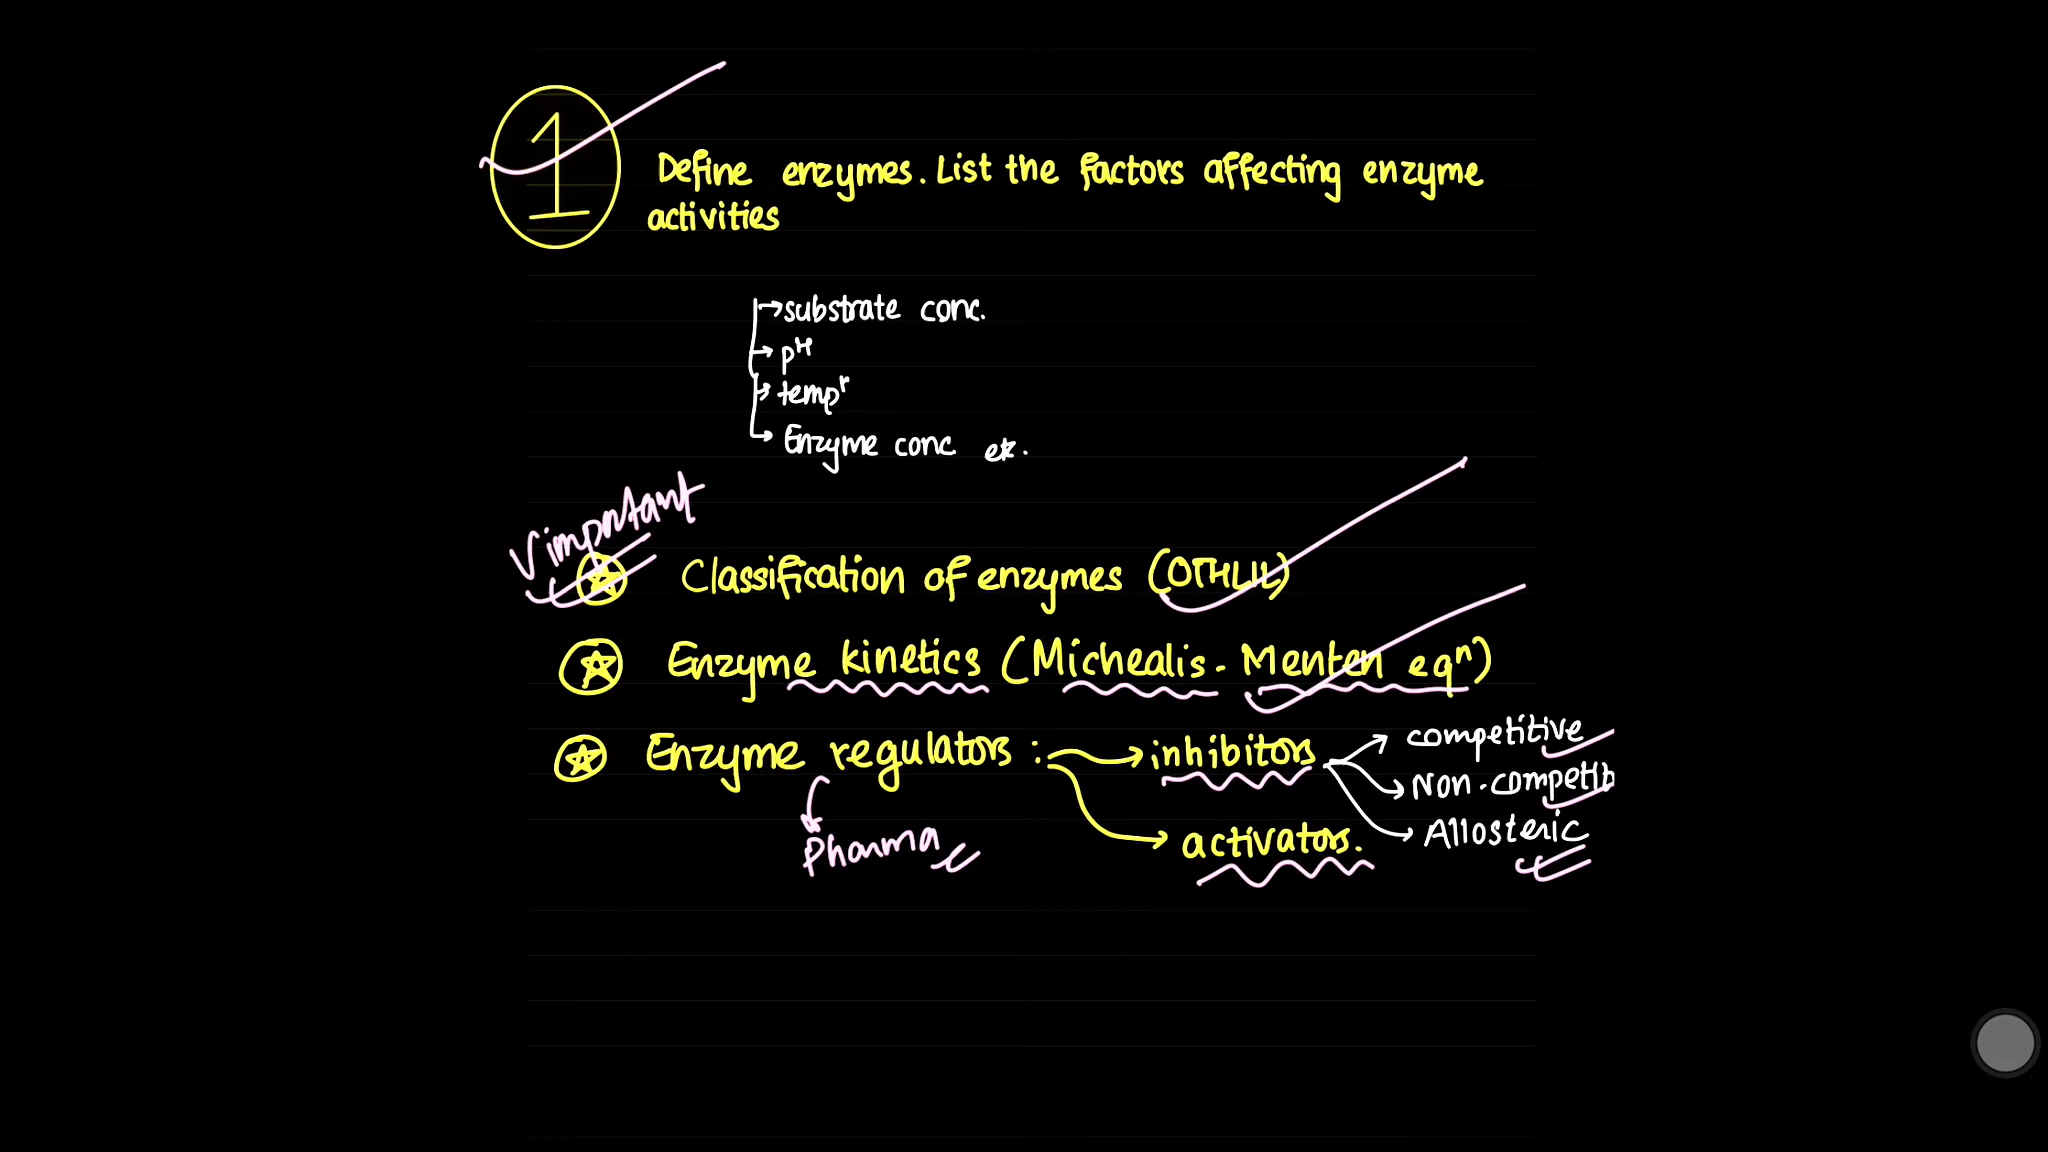 1
Define enzymes. List the factors affecting enzyme
activities
→substrate conc.
→ pH
→ tempr
→ Enzyme conc etc.
V important
Classification of enzymes (OTHLIL)
Enzyme kinetics (Michealis - Menten eqn)
Enzyme regulators : → inhibitors → competitive
→ Non-competib
→ Allosteric
→ activators.
Pharma